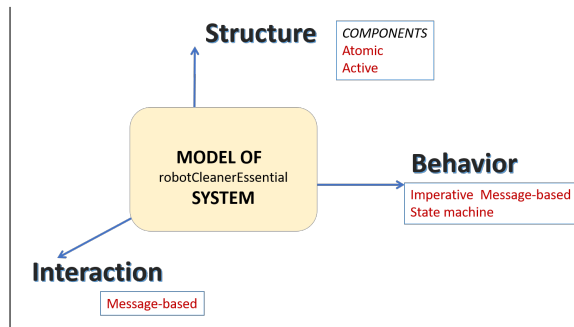 Structure
COMPONENTS
Atomic
Active
MODEL OF
robotCleanerEssential
SYSTEM
Behavior
Imperative Message-based
State machine
Interaction
Message-based